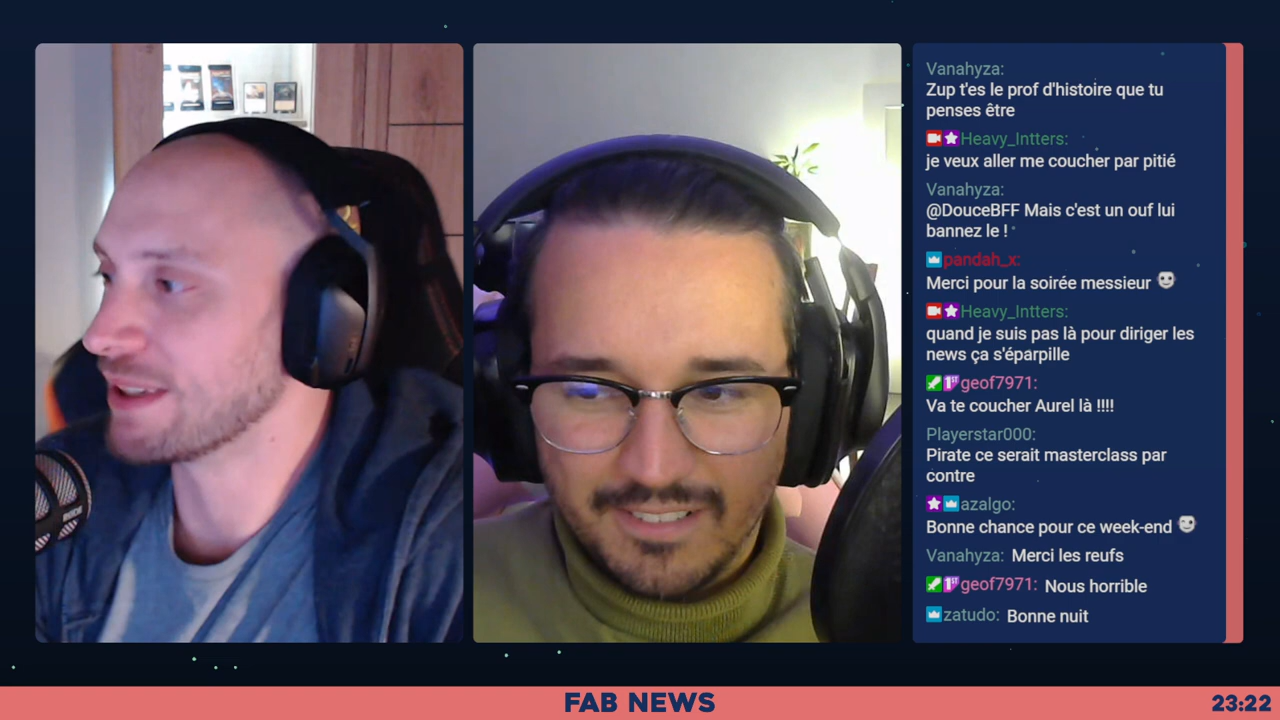 Vanahyza:
Zup t'es le prof d'histoire que tu
penses être
Heavy_Intters:
je veux aller me coucher par pitié
Vanahyza:
@DouceBFF Mais c'est un ouf lui
bannez le !
pandah_x:
Merci pour la soirée messieur
Heavy_Intters:
quand je suis pas là pour diriger les
news ça s'éparpille
geof7971:
Va te coucher Aurel là !!!!
Playerstar000:
Pirate ce serait masterclass par
contre
azalgo:
Bonne chance pour ce week-end
Vanahyza: Merci les reufs
geof7971: Nous horrible
zatudo: Bonne nuit
FAB NEWS
23:22